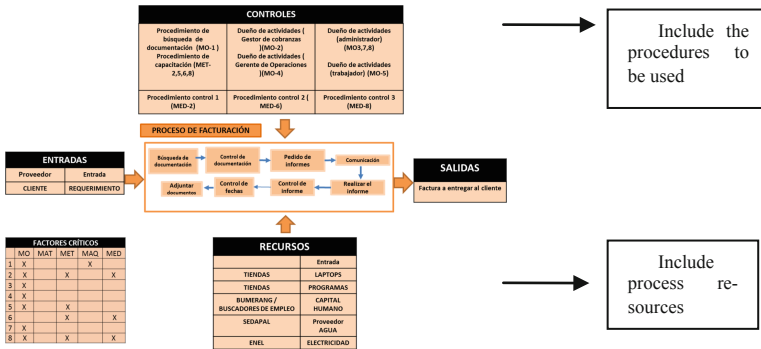 CONTROLES
Procedimiento de
búsqueda de
documentación (MO-1 )
Procedimiento de
capacitación (MET-
2,5,6,8)
Dueño de actividades (
Gestor de cobranzas
)(MO-2)
Dueño de actividades (
Gerente de Operaciones
)(MO-4)
Dueño de actividades
(administrador)
(MO3,7,8)
Dueño de actividades
(trabajador) (MO-5)
Procedimiento control 1
(MED-2)
Procedimiento control 2 (
MED-6)
Procedimiento control 3
(MED-8)
Include the
procedures to
be used
PROCESO DE FACTURACIÓN
Búsqueda de
documentación
Control de
documentación
Pedido de
informes
Comunicación
Adjuntar
documentos
Control de
fechas
Control de
informe
Realizar el
informe
ENTRADAS
Proveedor Entrada
CLIENTE REQUERIMIENTO
SALIDAS
Factura a entregar al cliente
FACTORES CRÍTICOS
MO MAT MET MAQ MED
1 X X
2 X X X
3 X
4 X
5 X X
6 X X
7 X
8 X X X
RECURSOS
Entrada
TIENDAS LAPTOPS
TIENDAS PROGRAMAS
BUMERANG /
BUSCADORES DE EMPLEO
CAPITAL
HUMANO
SEDAPAL
Proveedor
AGUA
ENEL ELECTRICIDAD
Include
process re-
sources